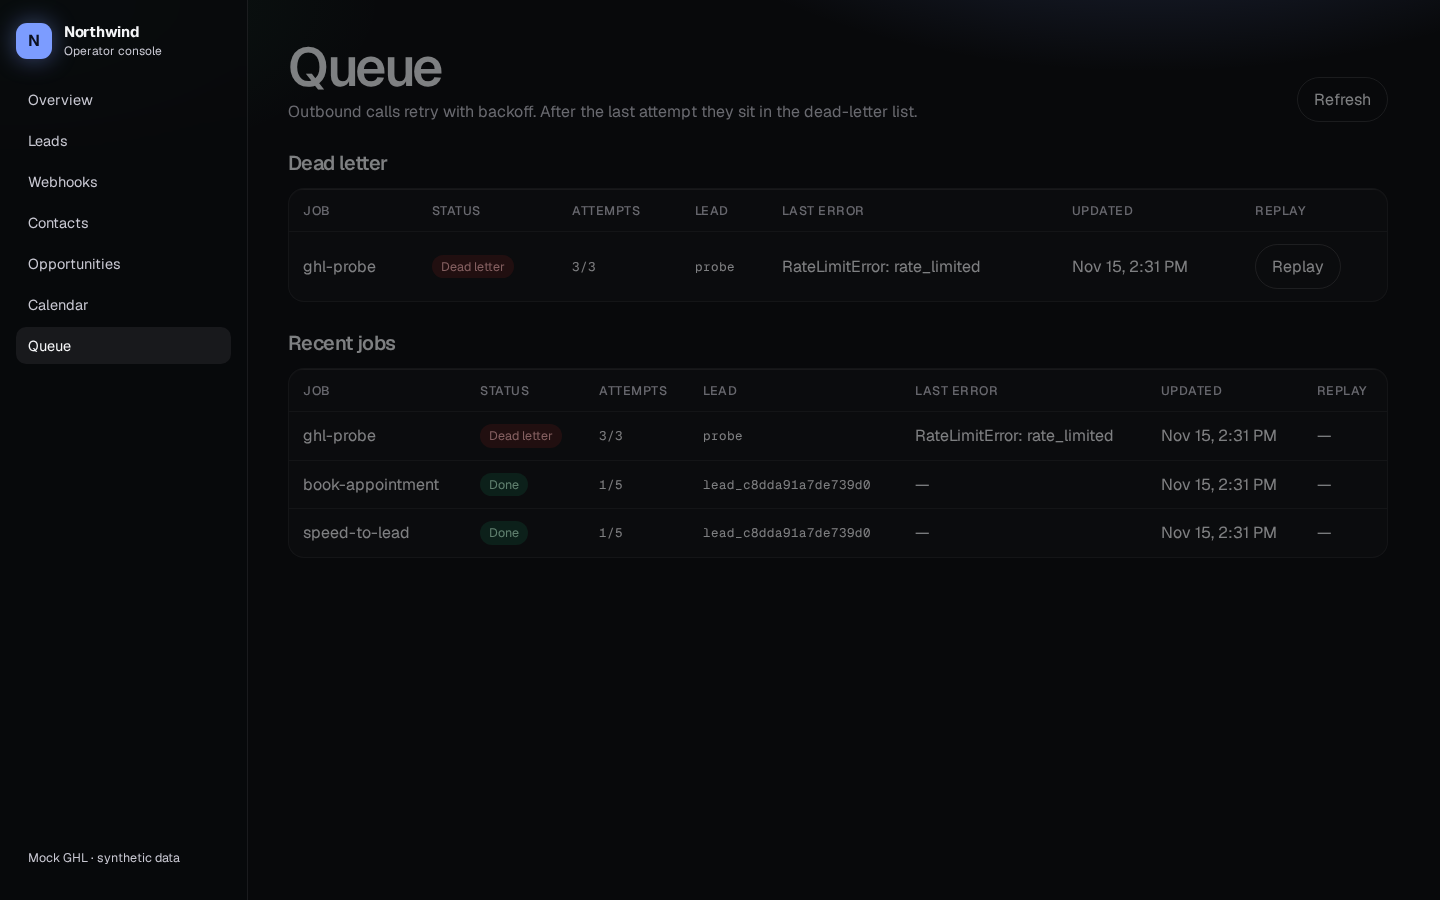 N
Northwind
Operator console
Overview
Leads
Webhooks
Contacts
Opportunities
Calendar
Queue
Mock GHL · synthetic data
Queue
Outbound calls retry with backoff. After the last attempt they sit in the dead-letter list.
Refresh
Dead letter
JOB STATUS ATTEMPTS LEAD LAST ERROR UPDATED REPLAY
ghl-probe Dead letter 3/3 probe RateLimitError: rate_limited Nov 15, 2:31 PM Replay
Recent jobs
JOB STATUS ATTEMPTS LEAD LAST ERROR UPDATED REPLAY
ghl-probe Dead letter 3/3 probe RateLimitError: rate_limited Nov 15, 2:31 PM —
book-appointment Done 1/5 lead_c8dda91a7de739d0 — Nov 15, 2:31 PM —
speed-to-lead Done 1/5 lead_c8dda91a7de739d0 — Nov 15, 2:31 PM —